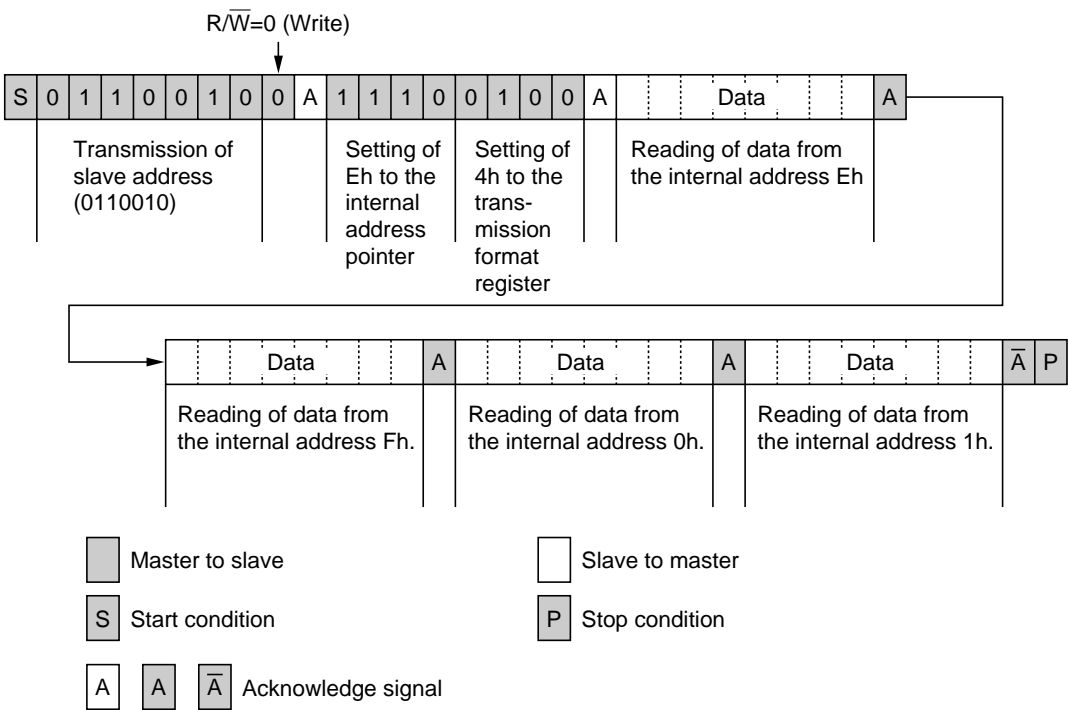 R/W̅=0 (Write)
S 0 1 1 0 0 1 0 0 A 1 1 1 0 0 1 0 0 A Data A
Transmission of
slave address
(0110010)
Setting of
Eh to the
internal
address
pointer
Setting of
4h to the
trans-
mission
format
register
Reading of data from
the internal address Eh
Data A Data A Data A̅ P
Reading of data from
the internal address Fh.
Reading of data from
the internal address 0h.
Reading of data from
the internal address 1h.
Master to slave
Slave to master
S Start condition
P Stop condition
A A A̅ Acknowledge signal